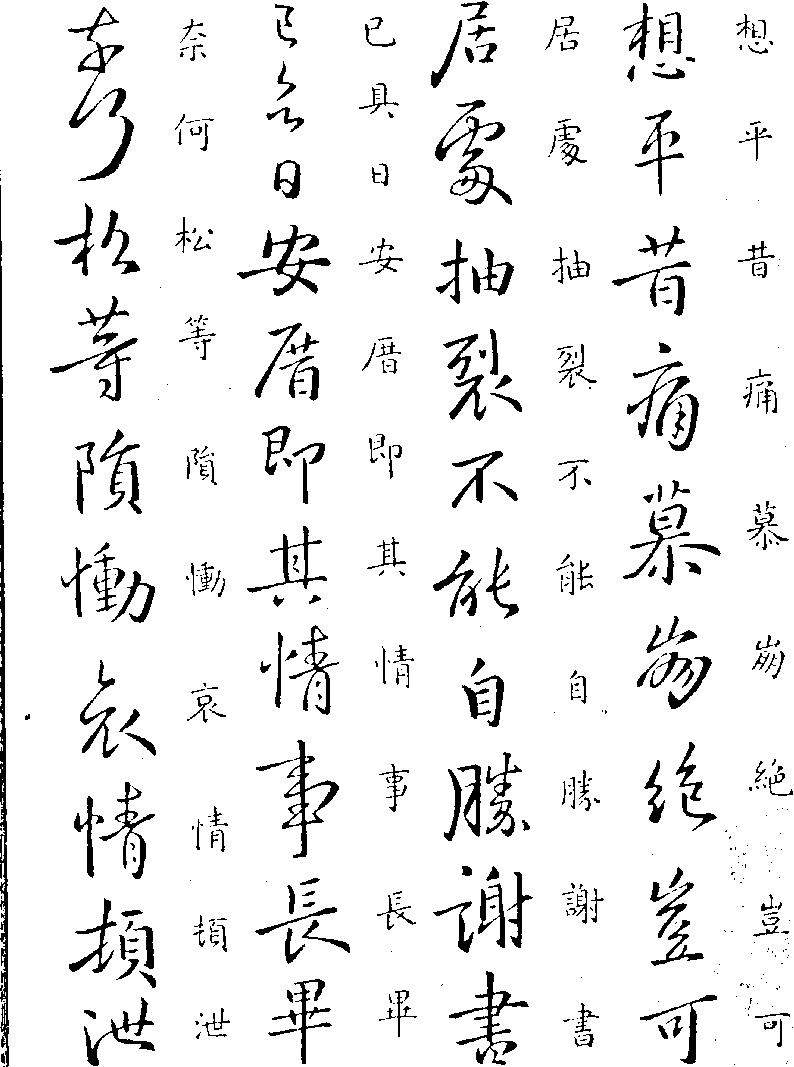 想平昔痛慕崩絶豈可
想平昔痛慕崩絶豈可
居處抽裂不能自勝謝書
居處抽裂不能自勝謝書
已具日安厝即其情事長畢
已具日安厝即其情事長畢
奈何松等隕慟哀情頓泄
奈何松等隕慟哀情頓泄